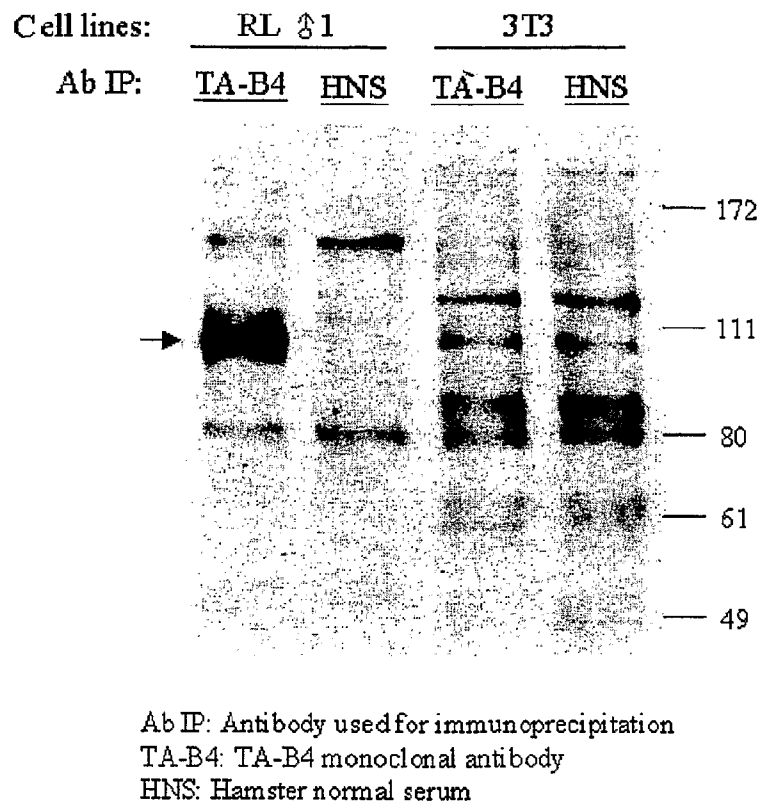 Cell lines: RL ♂1 3T3
Ab IP: TA-B4 HNS TA-B4 HNS
172
111
80
61
49
Ab IP: Antibody used for immunoprecipitation
TA-B4: TA-B4 monoclonal antibody
HNS: Hamster normal serum